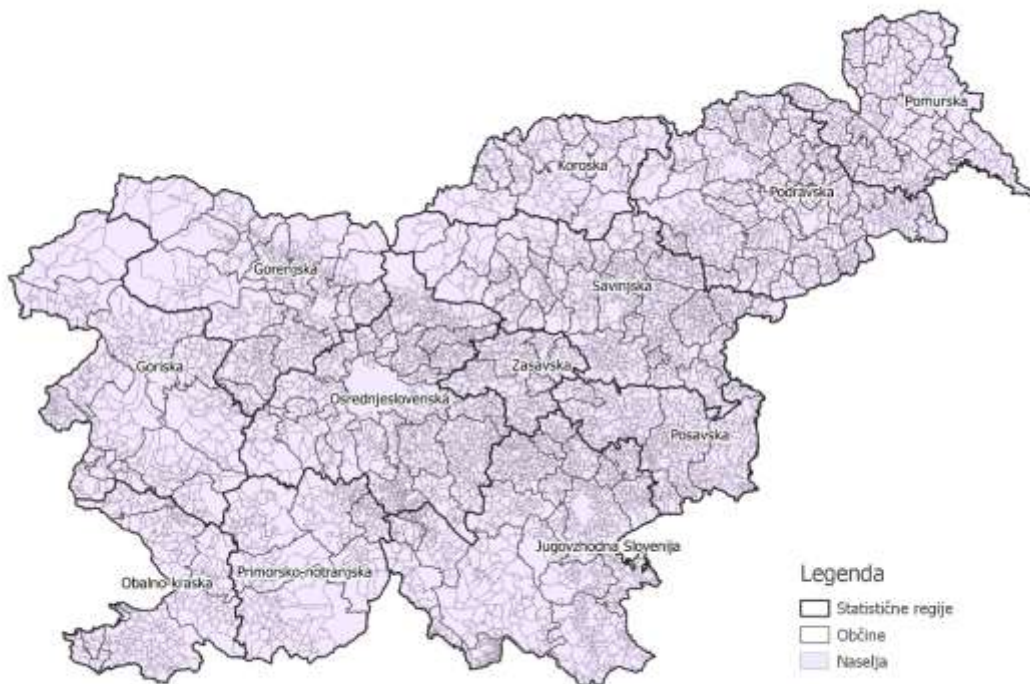 Pomurska
Koroška
Podravska
Gorenjska
Savinjska
Goriška
Zasavska
Osrednjeslovenska
Posavska
Jugovzhodna Slovenija
Obalno-kraška
Primorsko-notranjska
Legenda
Statistične regije
Občine
Naselja